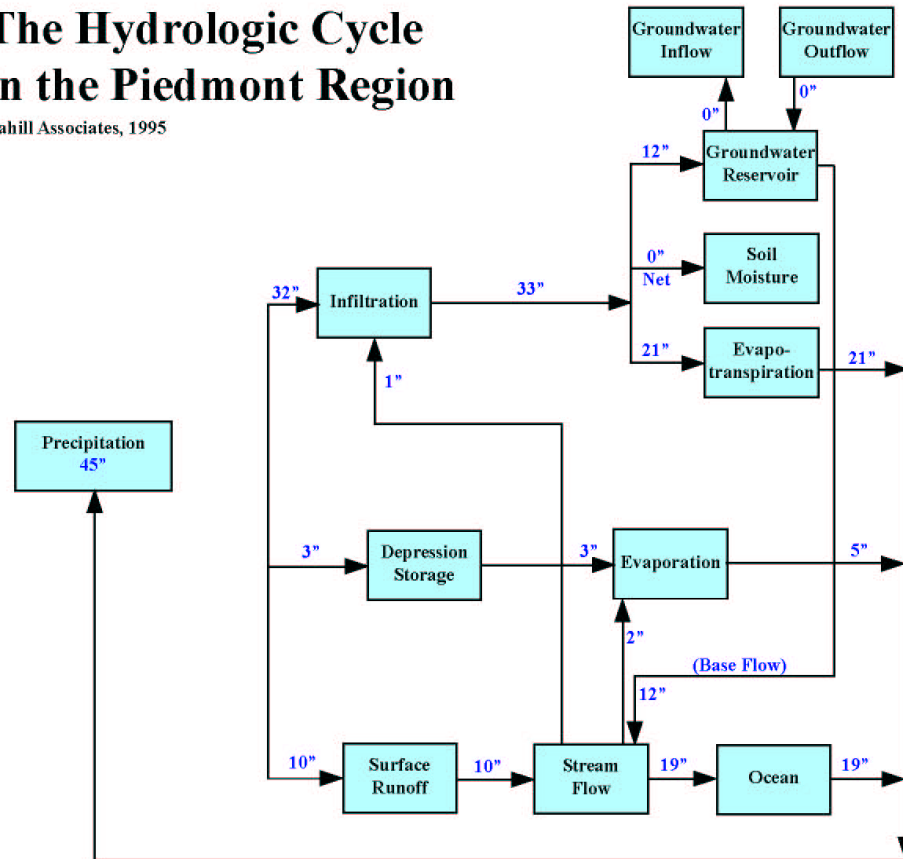 The Hydrologic Cycle
n the Piedmont Region
ahill Associates, 1995
Groundwater
Inflow
Groundwater
Outflow
0”
0”
12”
Groundwater
Reservoir
0”
Net
Soil
Moisture
32”
Infiltration
33”
21”
Evapo-
transpiration
21”
1”
Precipitation
45”
3”
Depression
Storage
3”
Evaporation
5”
2”
(Base Flow)
12”
10”
Surface
Runoff
10”
Stream
Flow
19”
Ocean
19”